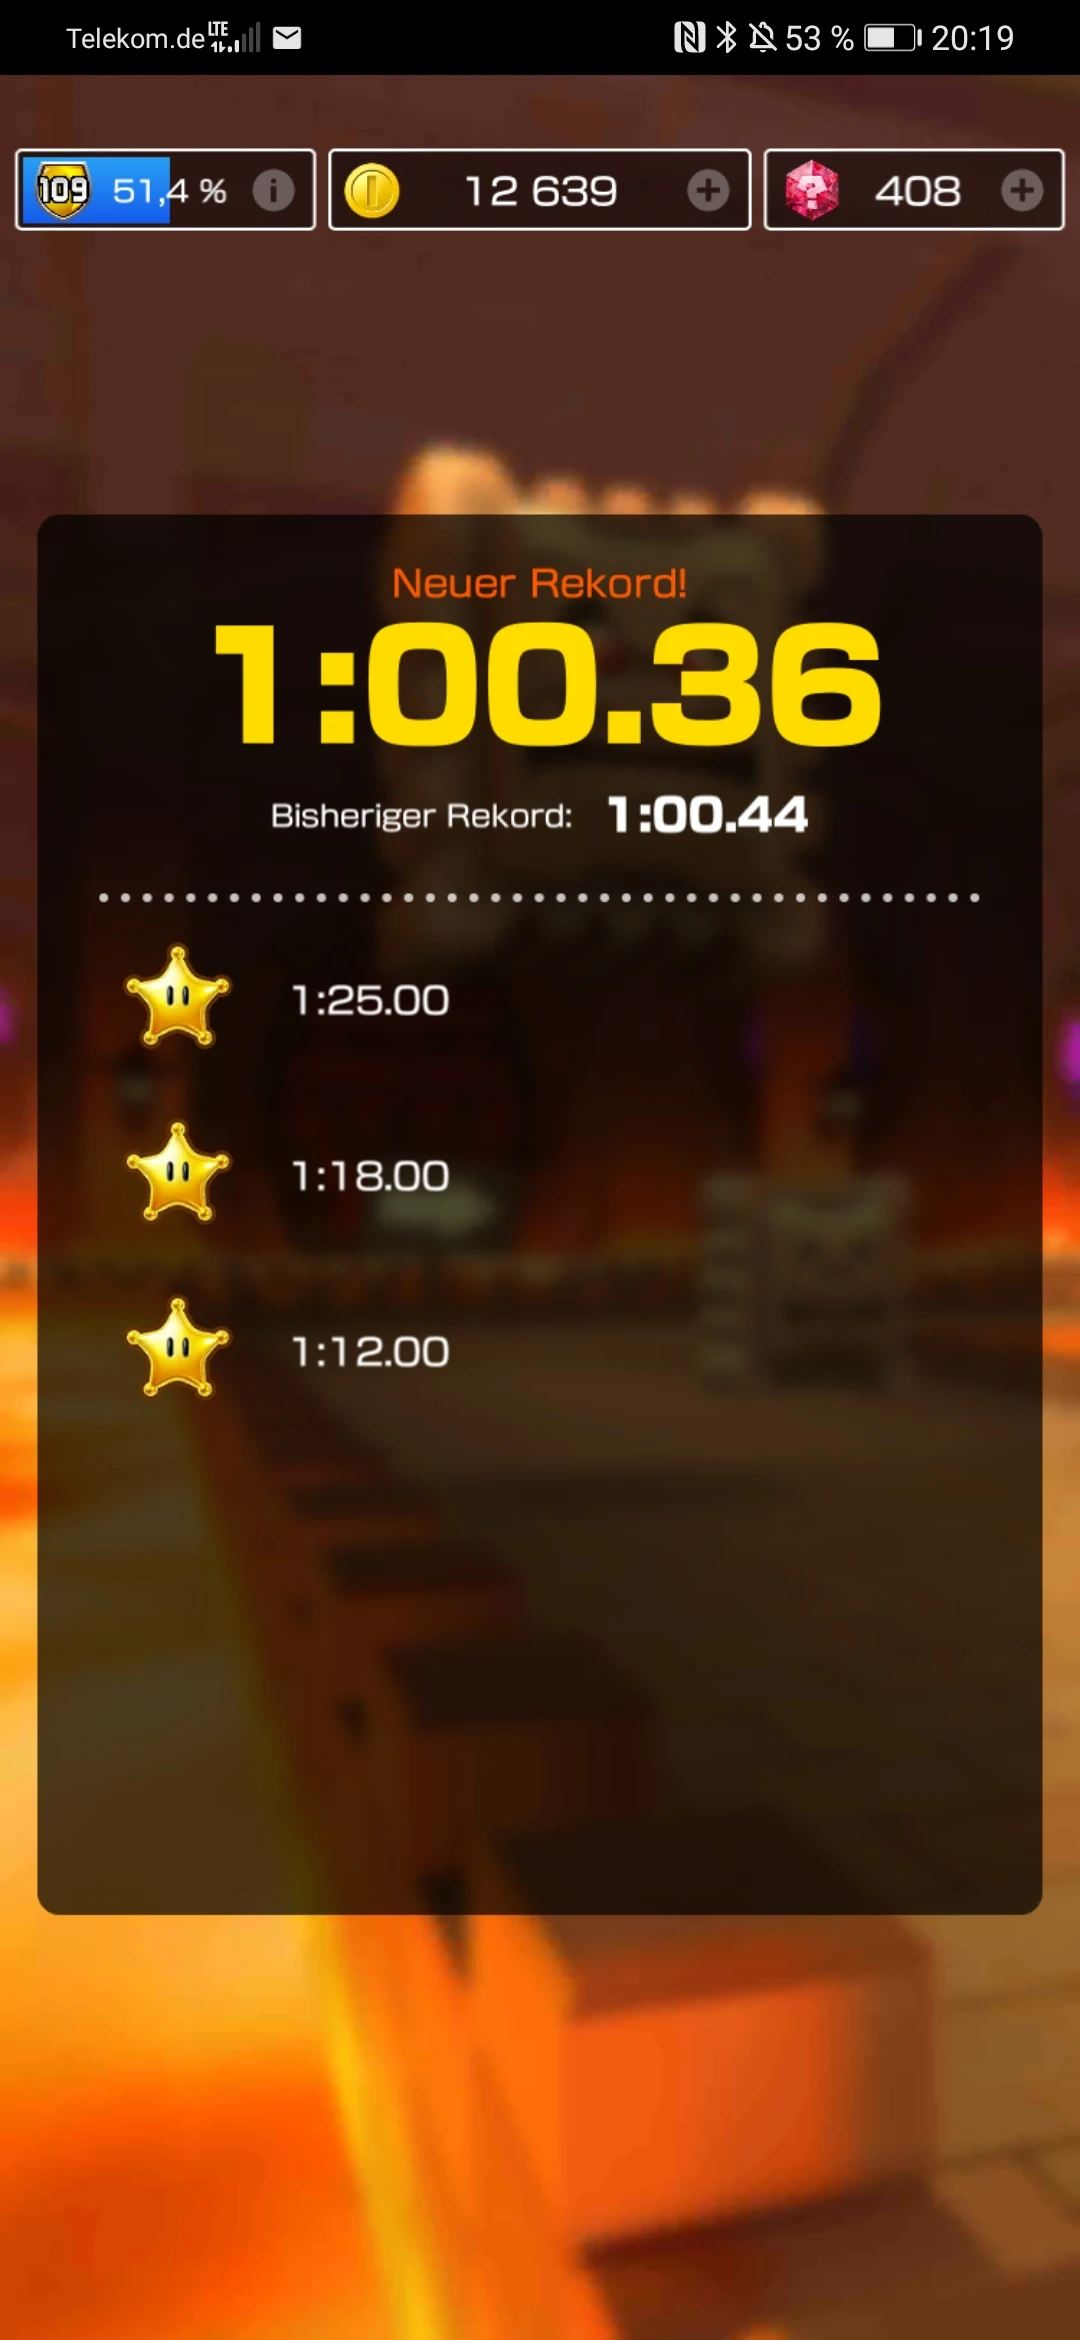 Telekom.de LTE 53 % 20:19
109 51,4 % i 12 639 + 408 +
Neuer Rekord!
1:00.36
Bisheriger Rekord: 1:00.44
1:25.00
1:18.00
1:12.00